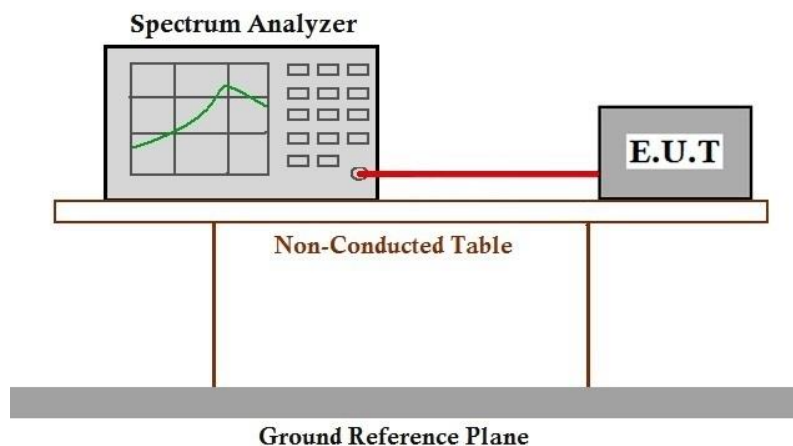 Spectrum Analyzer
E.U.T
Non-Conducted Table
Ground Reference Plane